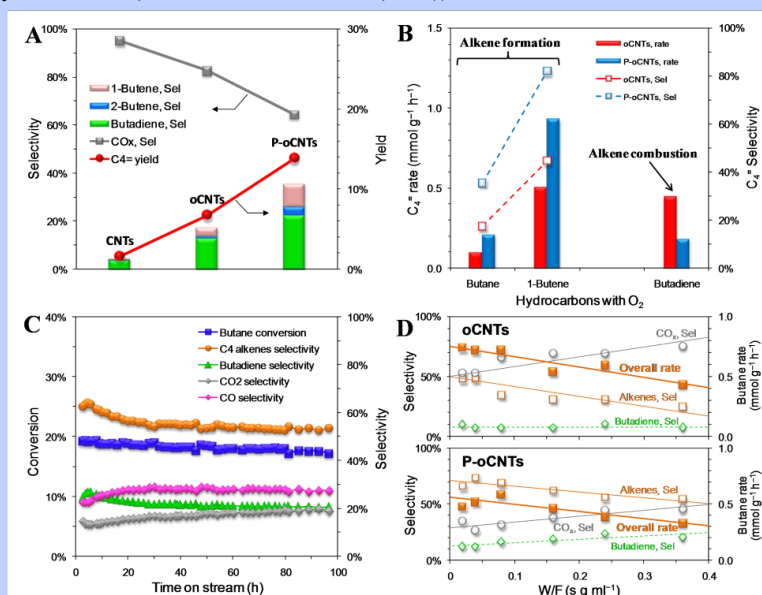 A
100%
80%
60%
40%
20%
0%
Selectivity
30%
20%
10%
0%
Yield
1-Butene, Sel
2-Butene, Sel
Butadiene, Sel
COx, Sel
C4= yield
CNTs
oCNTs
P-oCNTs
B
1.5
1.0
0.5
0.0
C4= rate (mmol g⁻¹ h⁻¹)
100%
80%
60%
40%
20%
0%
C4= Selectivity
Alkene formation
oCNTs, rate
P-oCNTs, rate
oCNTs, Sel
P-oCNTs, Sel
Alkene combustion
Butane
1-Butene
Butadiene
Hydrocarbons with O₂
C
40%
30%
20%
10%
0%
Conversion
100%
80%
60%
40%
20%
0%
Selectivity
Butane conversion
C4 alkenes selectivity
Butadiene selectivity
CO2 selectivity
CO selectivity
0
20
40
60
80
100
Time on stream (h)
D
oCNTs
100%
50%
0%
Selectivity
1.0
0.5
0.0
Butane rate
(mmol g⁻¹ h⁻¹)
COₓ, Sel
Overall rate
Alkenes, Sel
Butadiene, Sel
P-oCNTs
100%
50%
0%
Selectivity
1.0
0.5
0.0
Butane rate
(mmol g⁻¹ h⁻¹)
Alkenes, Sel
COₓ, Sel
Overall rate
Butadiene, Sel
0
0.1
0.2
0.3
0.4
W/F (s g ml⁻¹)